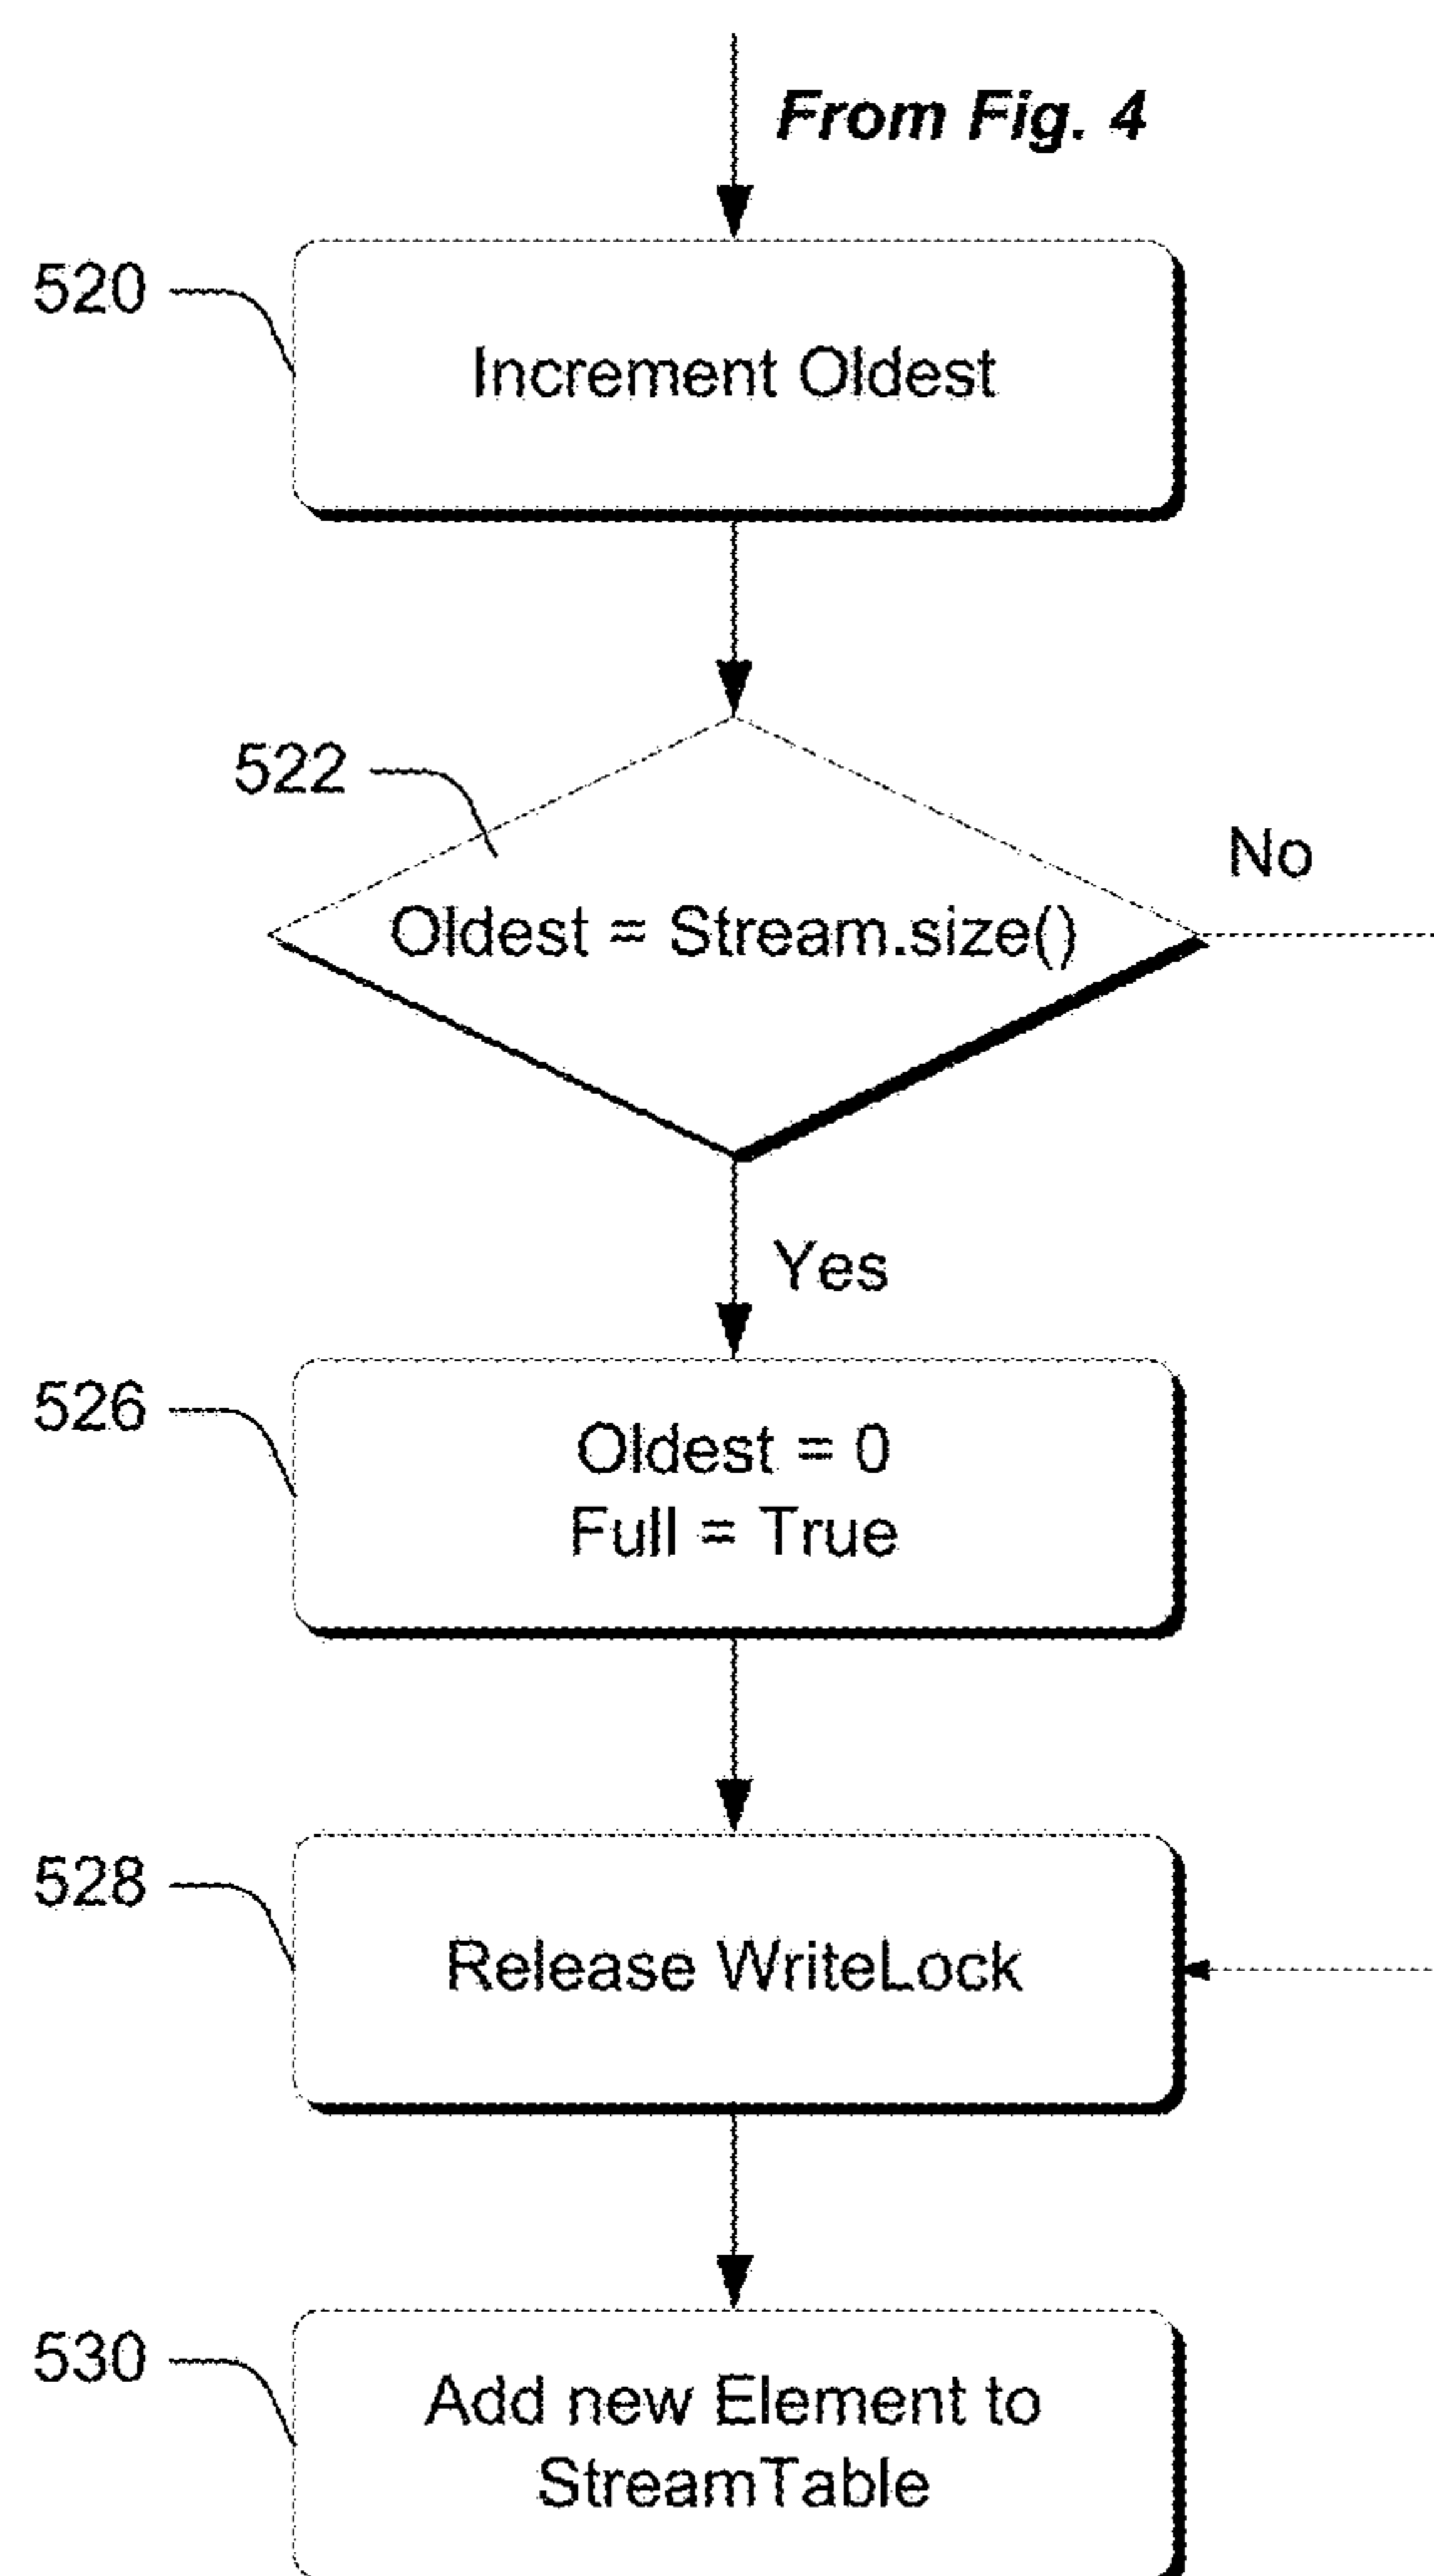 From Fig. 4
520
Increment Oldest
522
No
Oldest = Stream.size()
Yes
526
Oldest = 0
Full = True
528
Release WriteLock
530
Add new Element to
StreamTable